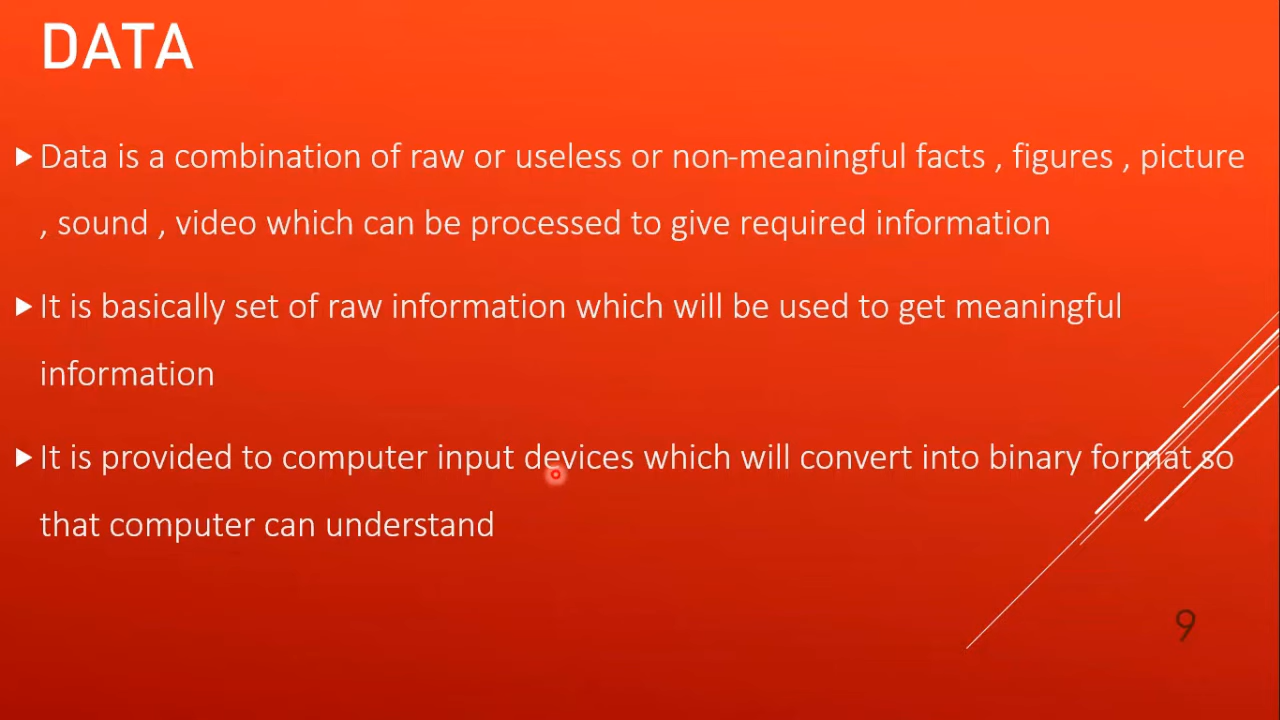 DATA
Data is a combination of raw or useless or non-meaningful facts , figures , picture
, sound , video which can be processed to give required information
It is basically set of raw information which will be used to get meaningful
information
It is provided to computer input devices which will convert into binary format so
that computer can understand
9